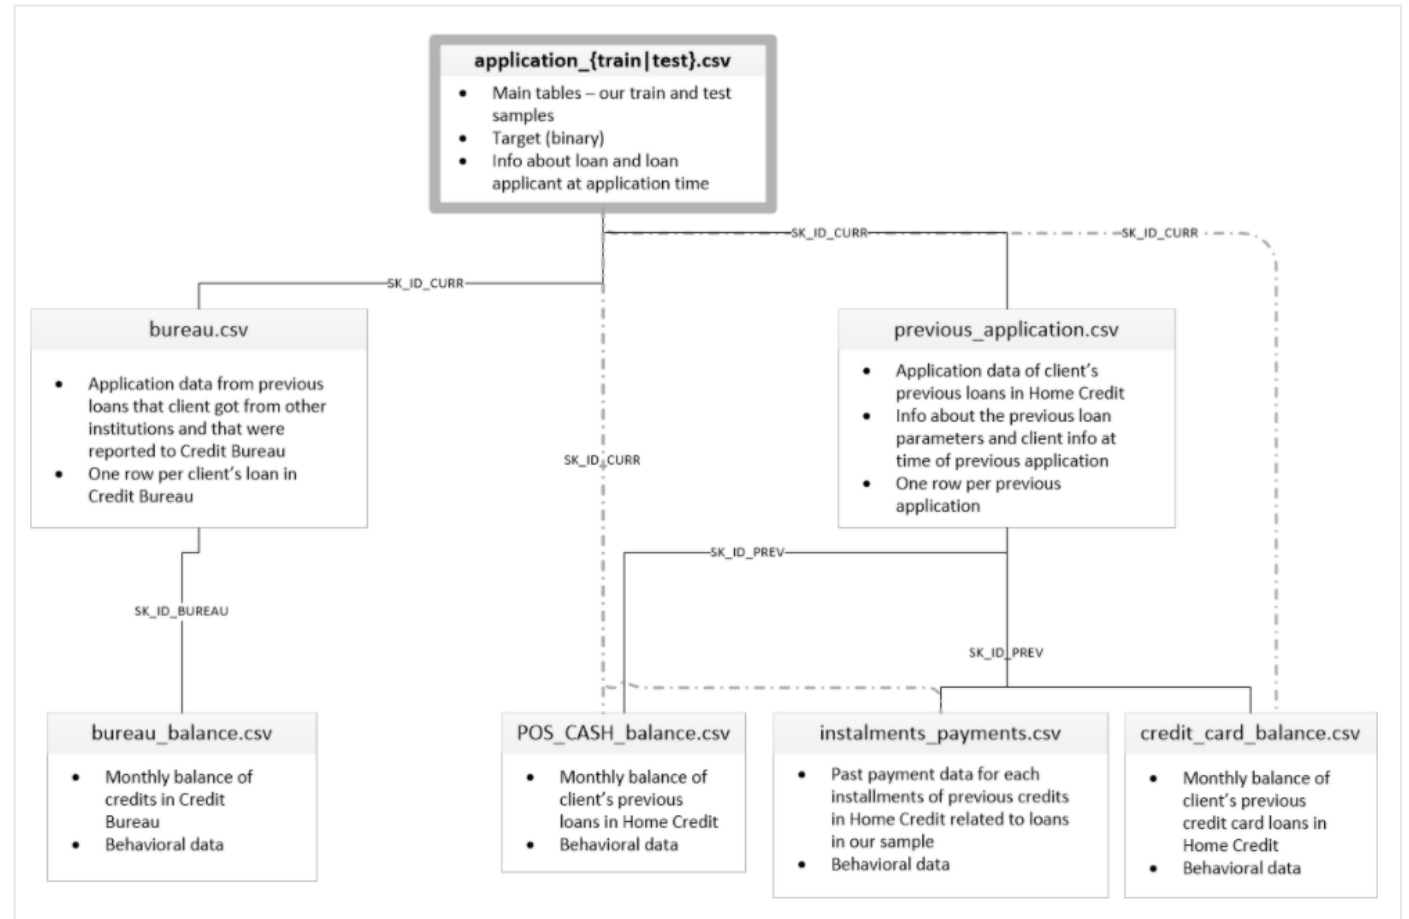 application_{train|test}.csv
• Main tables – our train and test
samples
• Target (binary)
• Info about loan and loan
applicant at application time
SK_ID_CURR
SK_ID_CURR
SK_ID_CURR
bureau.csv
• Application data from previous
loans that client got from other
institutions and that were
reported to Credit Bureau
• One row per client's loan in
Credit Bureau
previous_application.csv
• Application data of client's
previous loans in Home Credit
• Info about the previous loan
parameters and client info at
time of previous application
• One row per previous
application
SK_ID_CURR
SK_ID_PREV
SK_ID_BUREAU
SK_ID_PREV
bureau_balance.csv
• Monthly balance of
credits in Credit
Bureau
• Behavioral data
POS_CASH_balance.csv
• Monthly balance of
client's previous
loans in Home Credit
• Behavioral data
instalments_payments.csv
• Past payment data for each
installments of previous credits
in Home Credit related to loans
in our sample
• Behavioral data
credit_card_balance.csv
• Monthly balance of
client's previous
credit card loans in
Home Credit
• Behavioral data